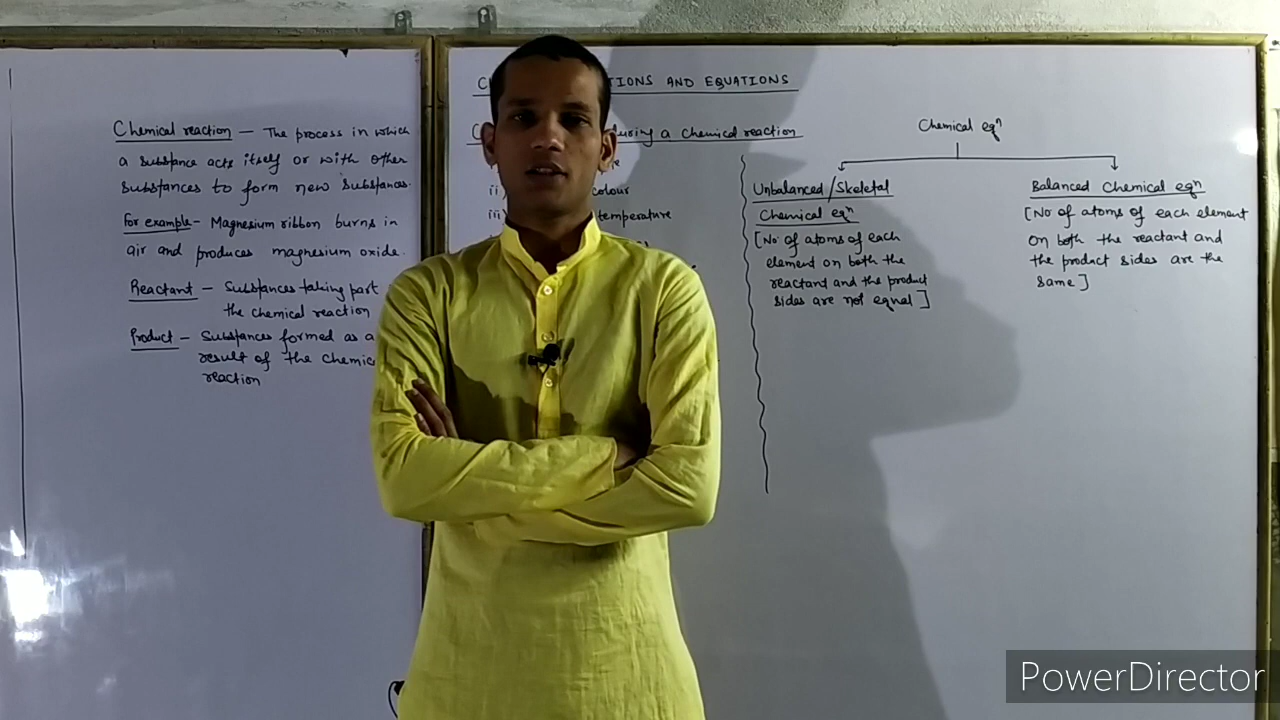 Chemical reaction — The process in which
a substance acts itself or with other
substances to form new substances.
For example - Magnesium ribbon burns in
air and produces magnesium oxide.
Reactant — Substances taking part
the chemical reaction
Product — Substances formed as a
result of the chemic
reaction
C TIONS AND EQUATIONS
C during a chemical reaction
ii) colour
iii) temperature
Chemical eqⁿ
Unbalanced/Skeletal
Chemical eqⁿ
[No of atoms of each
element on both the
reactant and the product
sides are not equal]
Balanced Chemical eqⁿ
[No of atoms of each element
on both the reactant and
the product sides are the
same]
PowerDirector